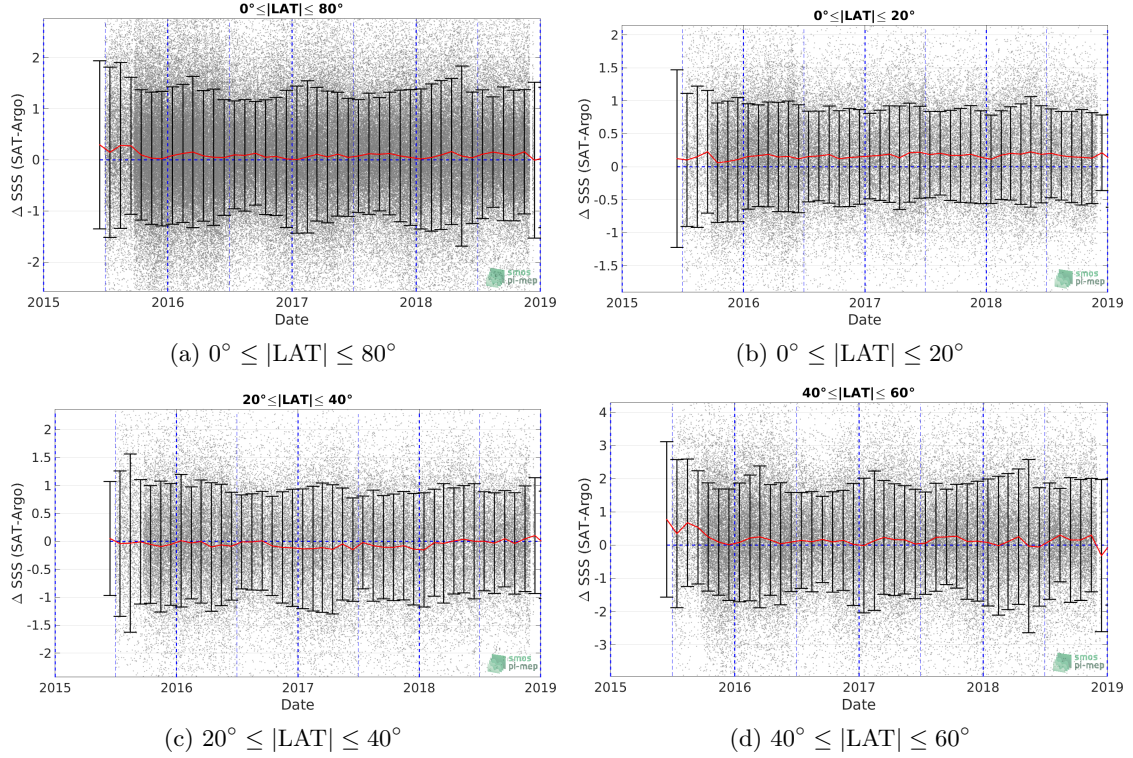 0°≤|LAT|≤ 80°
Δ SSS (SAT-Argo)
2
1
0
-1
-2
smos
pi-mep
2015 2016 2017 2018 2019
Date
(a) 0° ≤ |LAT| ≤ 80°
0°≤|LAT|≤ 20°
Δ SSS (SAT-Argo)
2
1.5
1
0.5
0
-0.5
-1
-1.5
smos
pi-mep
2015 2016 2017 2018 2019
Date
(b) 0° ≤ |LAT| ≤ 20°
20°≤|LAT|≤ 40°
Δ SSS (SAT-Argo)
2
1.5
1
0.5
0
-0.5
-1
-1.5
-2
smos
pi-mep
2015 2016 2017 2018 2019
Date
(c) 20° ≤ |LAT| ≤ 40°
40°≤|LAT|≤ 60°
Δ SSS (SAT-Argo)
4
3
2
1
0
-1
-2
-3
smos
pi-mep
2015 2016 2017 2018 2019
Date
(d) 40° ≤ |LAT| ≤ 60°